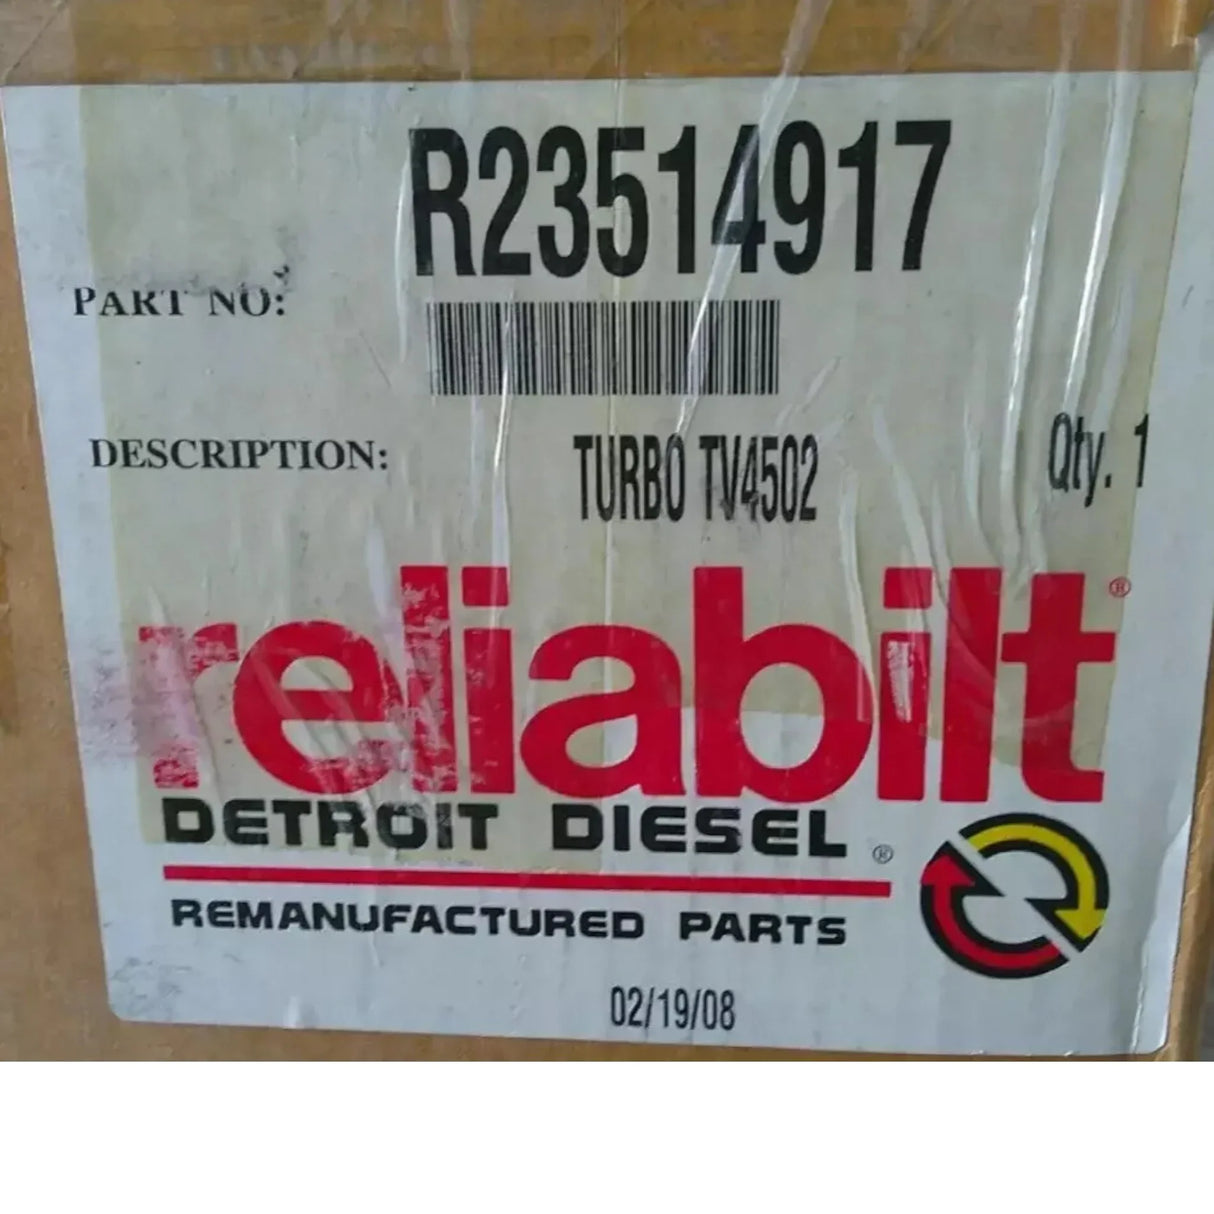 R23514917
PART NO:
DESCRIPTION: TURBO TV4502 Qty. 1
reliabilt®
DETROIT DIESEL®
REMANUFACTURED PARTS
02/19/08